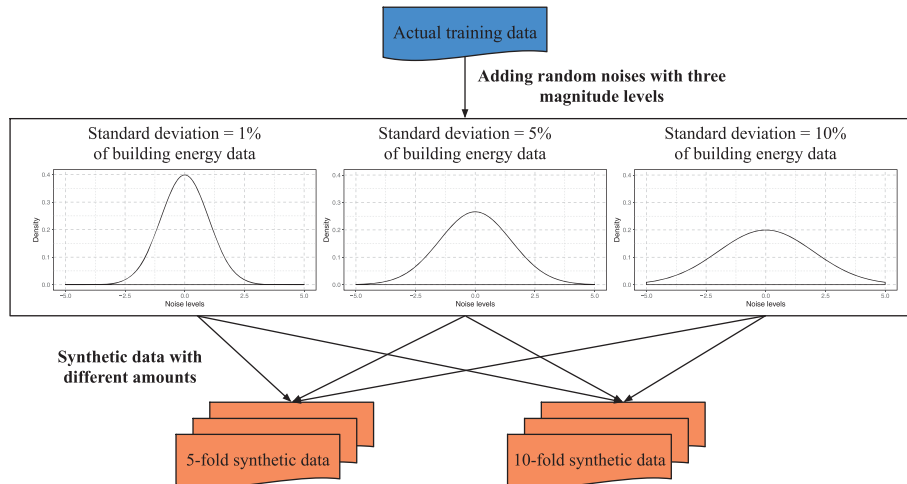 Actual training data
Adding random noises with three
magnitude levels
Standard deviation = 1%
of building energy data
Standard deviation = 5%
of building energy data
Standard deviation = 10%
of building energy data
Density
0.4
0.3
0.2
0.1
0.0
−5.0 −2.5 0.0 2.5 5.0
Noise levels
Density
0.4
0.3
0.2
0.1
0.0
−5.0 −2.5 0.0 2.5 5.0
Noise levels
Density
0.4
0.3
0.2
0.1
0.0
−5.0 −2.5 0.0 2.5 5.0
Noise levels
Synthetic data with
different amounts
5-fold synthetic data
10-fold synthetic data